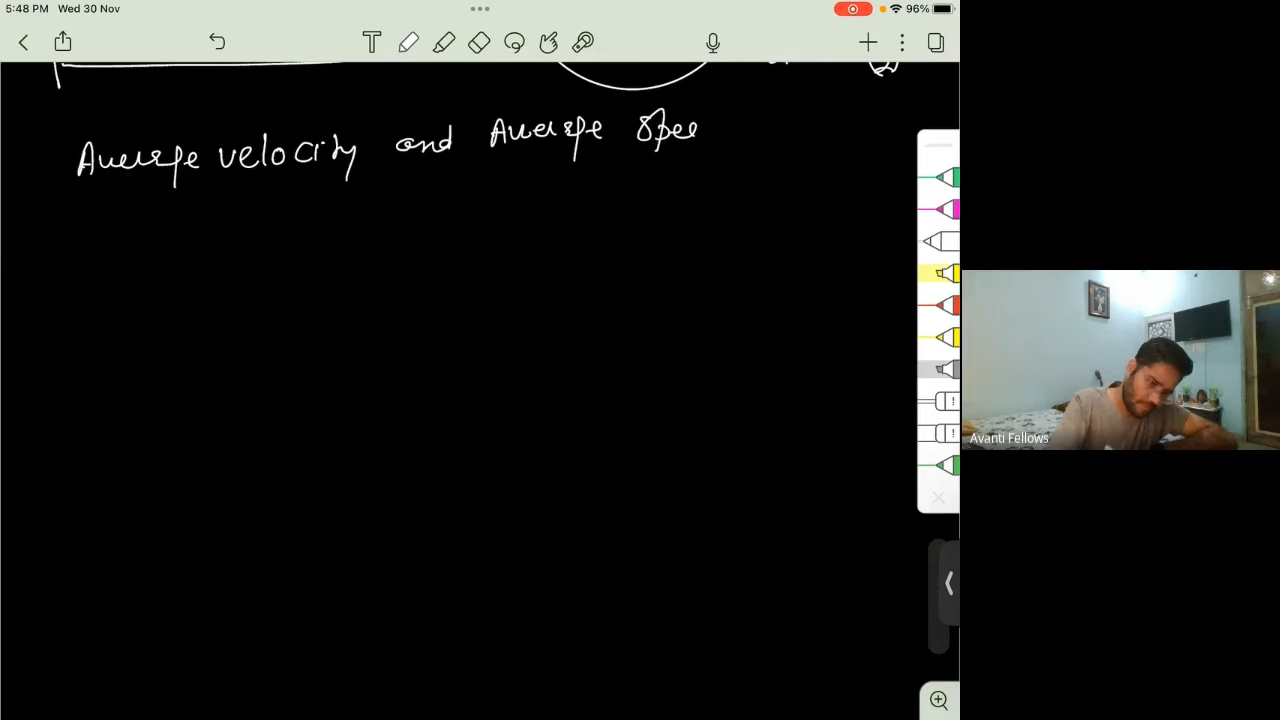 5:48 PM Wed 30 Nov
96%
T
Average velocity and Average Spee
Avanti Fellows